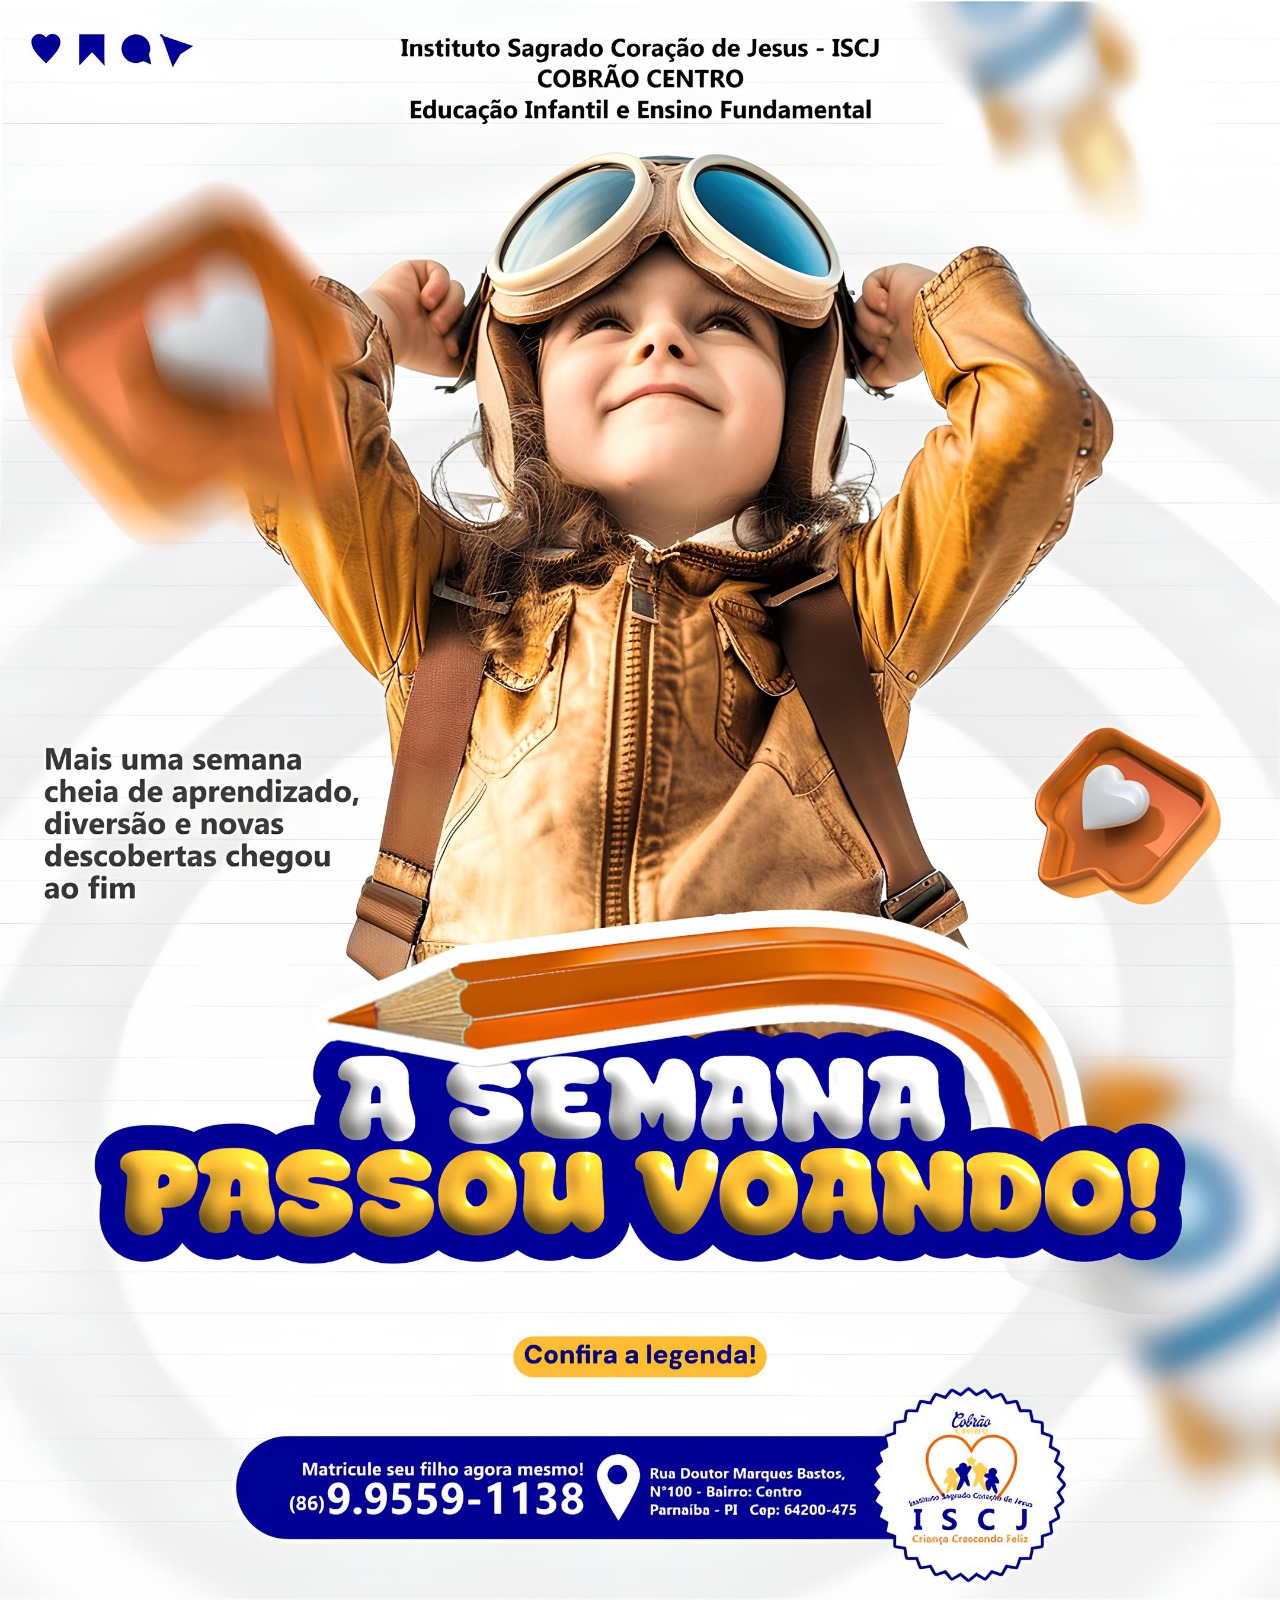 Instituto Sagrado Coração de Jesus - ISCJ
COBRÃO CENTRO
Educação Infantil e Ensino Fundamental
Mais uma semana
cheia de aprendizado,
diversão e novas
descobertas chegou
ao fim
A SEMANA
PASSOU VOANDO!
Confira a legenda!
Matricule seu filho agora mesmo!
(86)9.9559-1138
Rua Doutor Marques Bastos,
N°100 - Bairro: Centro
Parnaíba - PI Cep: 64200-475
Cobrão
Centro
Instituto Sagrado Coração de Jesus
I S C J
Criança Crescendo Feliz